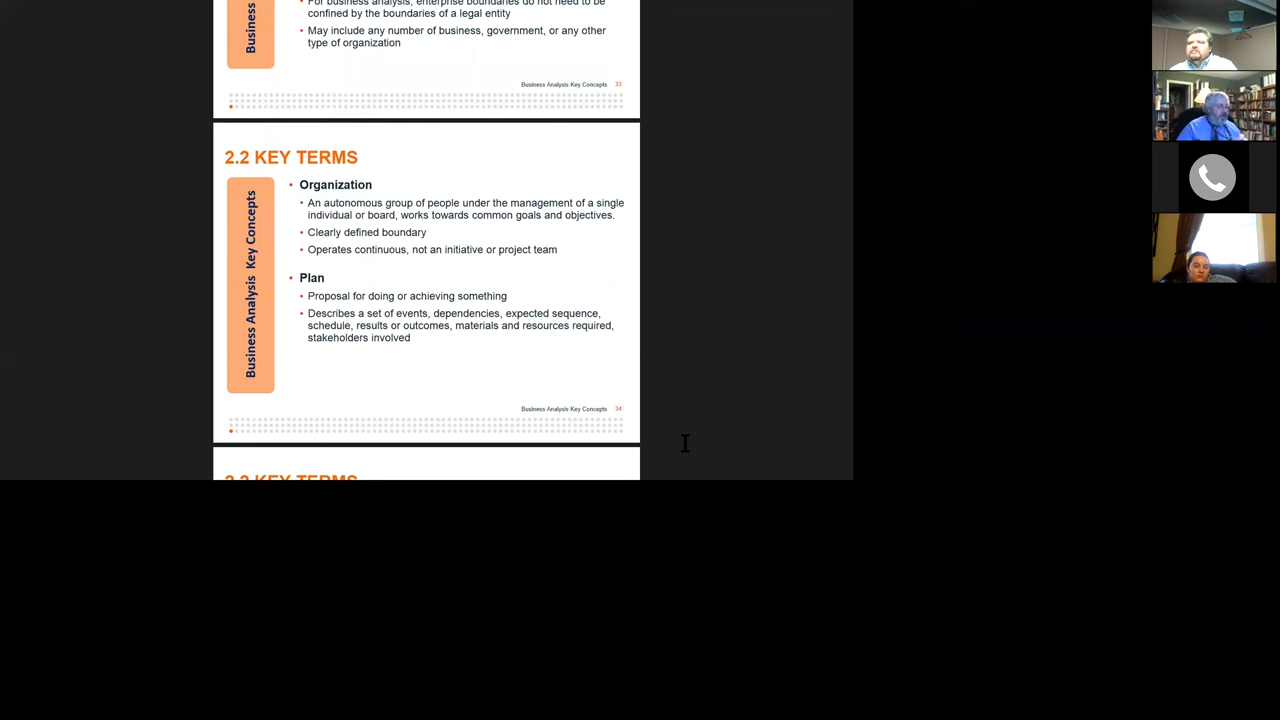 For business analysis, enterprise boundaries do not need to be
confined by the boundaries of a legal entity
May include any number of business, government, or any other
type of organization
Business
Business Analysis Key Concepts 33
2.2 KEY TERMS
Business Analysis Key Concepts
• Organization
• An autonomous group of people under the management of a single
individual or board, works towards common goals and objectives.
• Clearly defined boundary
• Operates continuous, not an initiative or project team
• Plan
• Proposal for doing or achieving something
• Describes a set of events, dependencies, expected sequence,
schedule, results or outcomes, materials and resources required,
stakeholders involved
Business Analysis Key Concepts 34
2.2 KEY TERMS